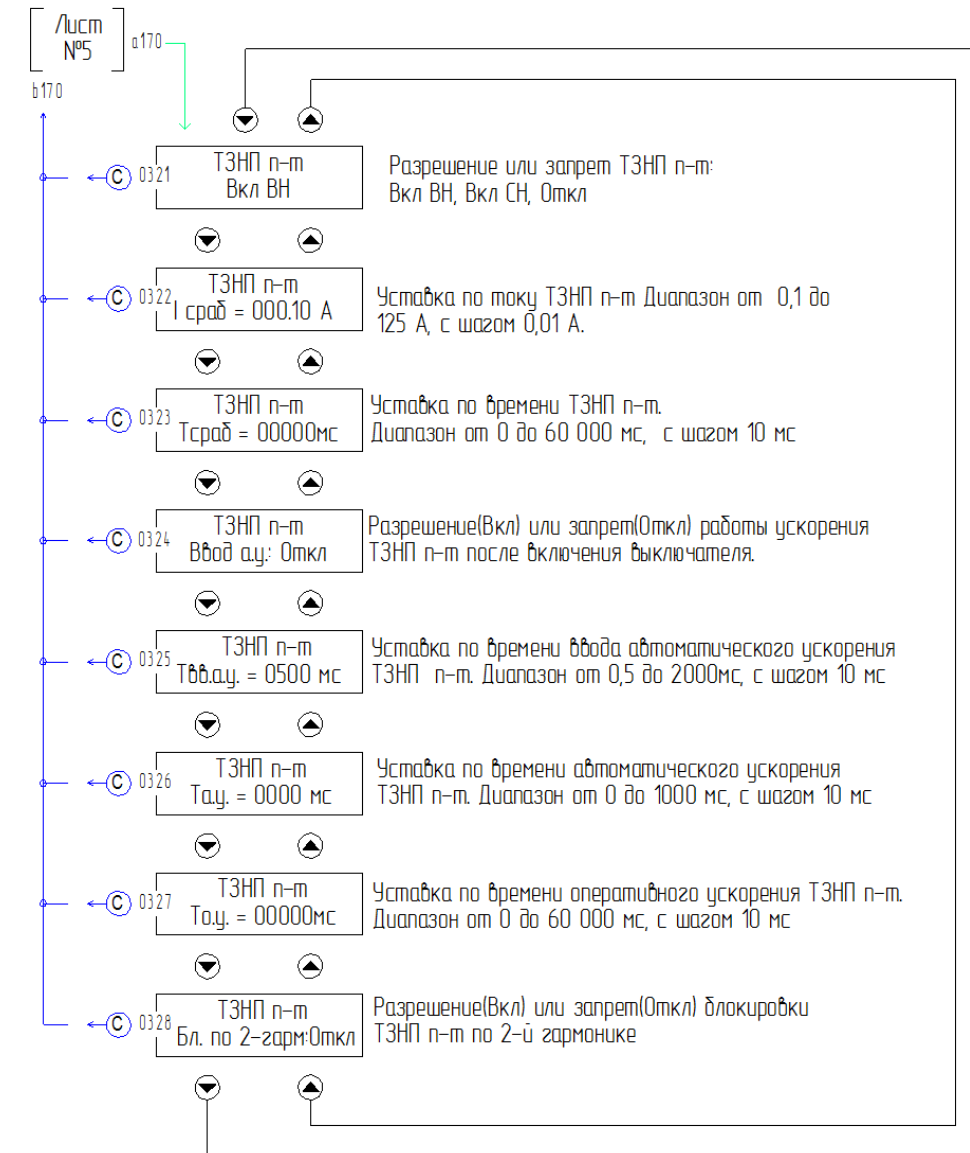 Лист
№5
а170
b170
С 0321
ТЗНП п-т
Вкл ВН
Разрешение или запрет ТЗНП п-т:
Вкл ВН, Вкл СН, Откл
С 0322
ТЗНП п-т
I сраб = 000.10 А
Уставка по току ТЗНП п-т Диапазон от 0,1 до
125 А, с шагом 0,01 А.
С 0323
ТЗНП п-т
Тсраб = 00000мс
Уставка по времени ТЗНП п-т.
Диапазон от 0 до 60 000 мс, с шагом 10 мс
С 0324
ТЗНП п-т
Ввод а.у.: Откл
Разрешение(Вкл) или запрет(Откл) работы ускорения
ТЗНП п-т после включения выключателя.
С 0325
ТЗНП п-т
Твв.а.у. = 0500 мс
Уставка по времени ввода автоматического ускорения
ТЗНП п-т. Диапазон от 0,5 до 2000мс, с шагом 10 мс
С 0326
ТЗНП п-т
Та.у. = 0000 мс
Уставка по времени автоматического ускорения
ТЗНП п-т. Диапазон от 0 до 1000 мс, с шагом 10 мс
С 0327
ТЗНП п-т
То.у. = 00000мс
Уставка по времени оперативного ускорения ТЗНП п-т.
Диапазон от 0 до 60 000 мс, с шагом 10 мс
С 0328
ТЗНП п-т
Бл. по 2-гарм:Откл
Разрешение(Вкл) или запрет(Откл) блокировки
ТЗНП п-т по 2-й гармонике